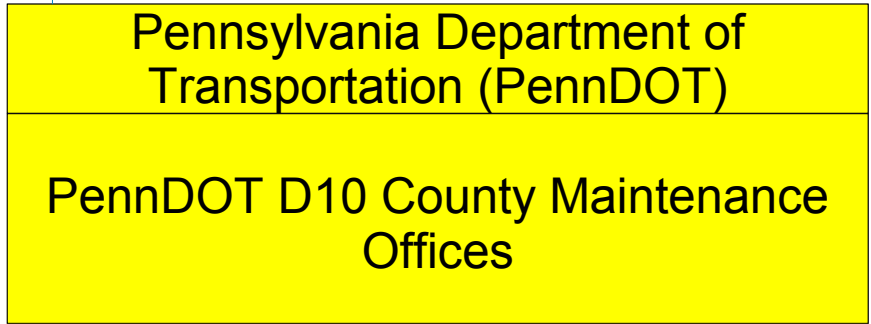 Pennsylvania Department of
Transportation (PennDOT)
PennDOT D10 County Maintenance
Offices